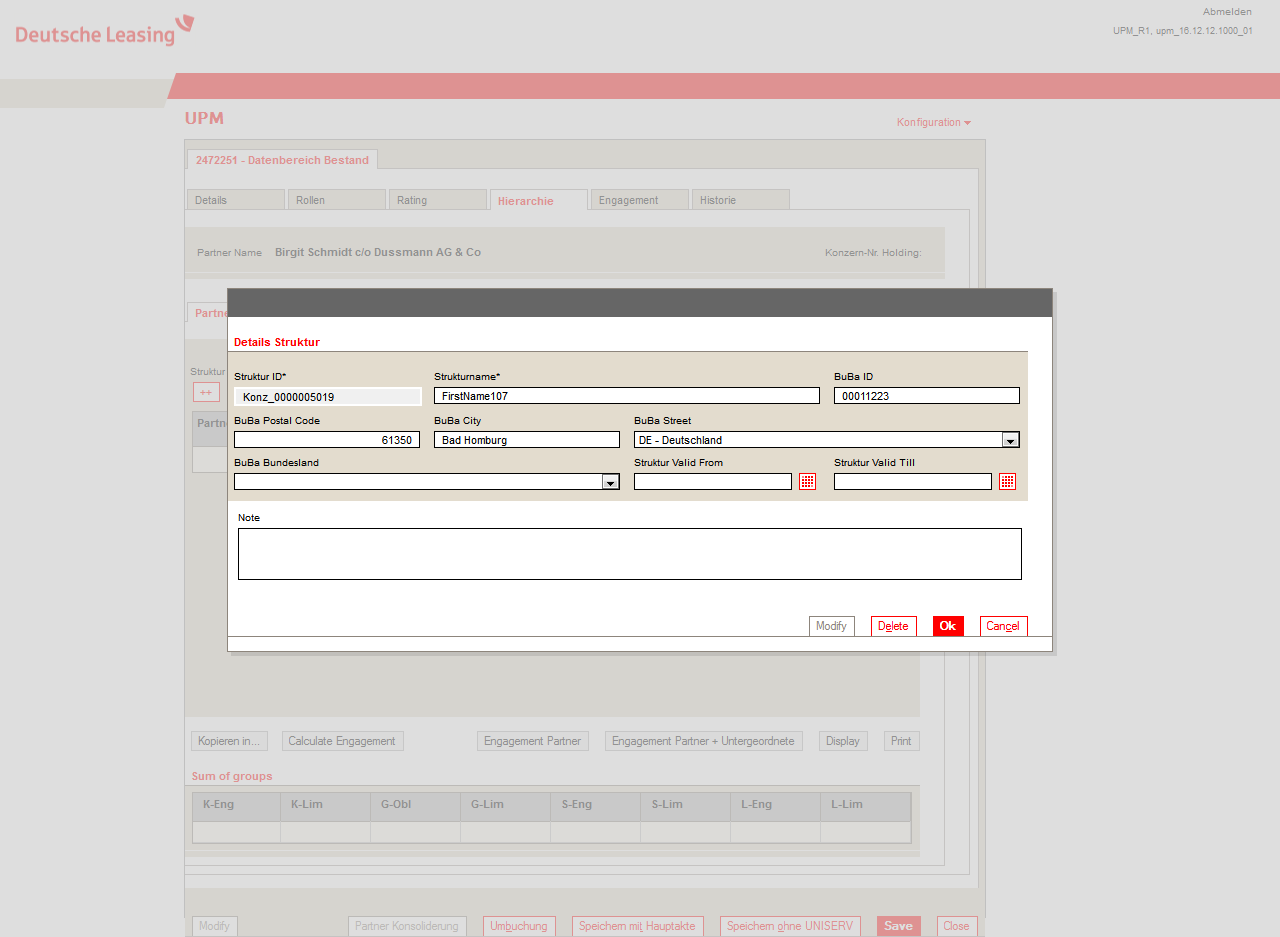 Deutsche Leasing
Abmelden
UPM_R1, upm_16.12.12.1000_01
UPM
Konfiguration
2472251 - Datenbereich Bestand
Details Rollen Rating Hierarchie Engagement Historie
Partner Name Birgit Schmidt c/o Dussmann AG & Co Konzern-Nr. Holding:
Partne
Struktur
++
Partn
Details Struktur
Struktur ID* Strukturname* BuBa ID
Konz_0000005019 FirstName107 00011223
BuBa Postal Code BuBa City BuBa Street
61350 Bad Homburg DE - Deutschland
BuBa Bundesland Struktur Valid From Struktur Valid Till
Note
Modify Delete Ok Cancel
Kopieren in... Calculate Engagement Engagement Partner Engagement Partner + Untergeordnete Display Print
Sum of groups
K-Eng K-Lim G-Obl G-Lim S-Eng S-Lim L-Eng L-Lim
Modify Partner Konsolidierung Umbuchung Speichern mit Hauptakte Speichern ohne UNISERV Save Close